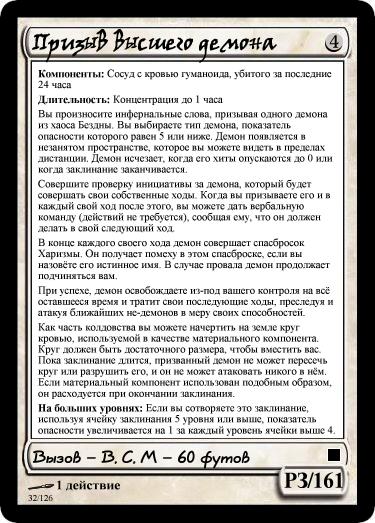 Призыв высшего демона
4
Компоненты: Сосуд с кровью гуманоида, убитого за последние
24 часа
Длительность: Концентрация до 1 часа
Вы произносите инфернальные слова, призывая одного демона
из хаоса Бездны. Вы выбираете тип демона, показатель
опасности которого равен 5 или ниже. Демон появляется в
незанятом пространстве, которое вы можете видеть в пределах
дистанции. Демон исчезает, когда его хиты опускаются до 0 или
когда заклинание заканчивается.
Совершите проверку инициативы за демона, который будет
совершать свои собственные ходы. Когда вы призываете его и в
каждый свой ход после этого, вы можете дать вербальную
команду (действий не требуется), сообщая ему, что он должен
делать в свой следующий ход.
В конце каждого своего хода демон совершает спасбросок
Харизмы. Он получает помеху в этом спасброске, если вы
назовёте его истинное имя. В случае провала демон продолжает
подчиняться вам.
При успехе, демон освобождаете из-под вашего контроля на всё
оставшееся время и тратит свои последующие ходы, преследуя и
атакуя ближайших не-демонов в меру своих способностей.
Как часть колдовства вы можете начертить на земле круг
кровью, используемой в качестве материального компонента.
Круг должен быть достаточного размера, чтобы вместить вас.
Пока заклинание длится, призванный демон не может пересечь
круг или разрушить его, и он не может атаковать никого в нём.
Если материальный компонент использован подобным образом,
он расходуется при окончании заклинания.
На больших уровнях: Если вы сотворяете это заклинание,
используя ячейку заклинания 5 уровня или выше, показатель
опасности увеличивается на 1 за каждый уровень ячейки выше 4.
Вызов – В, С, М – 60 футов
РЗ/161
1 действие
32/126